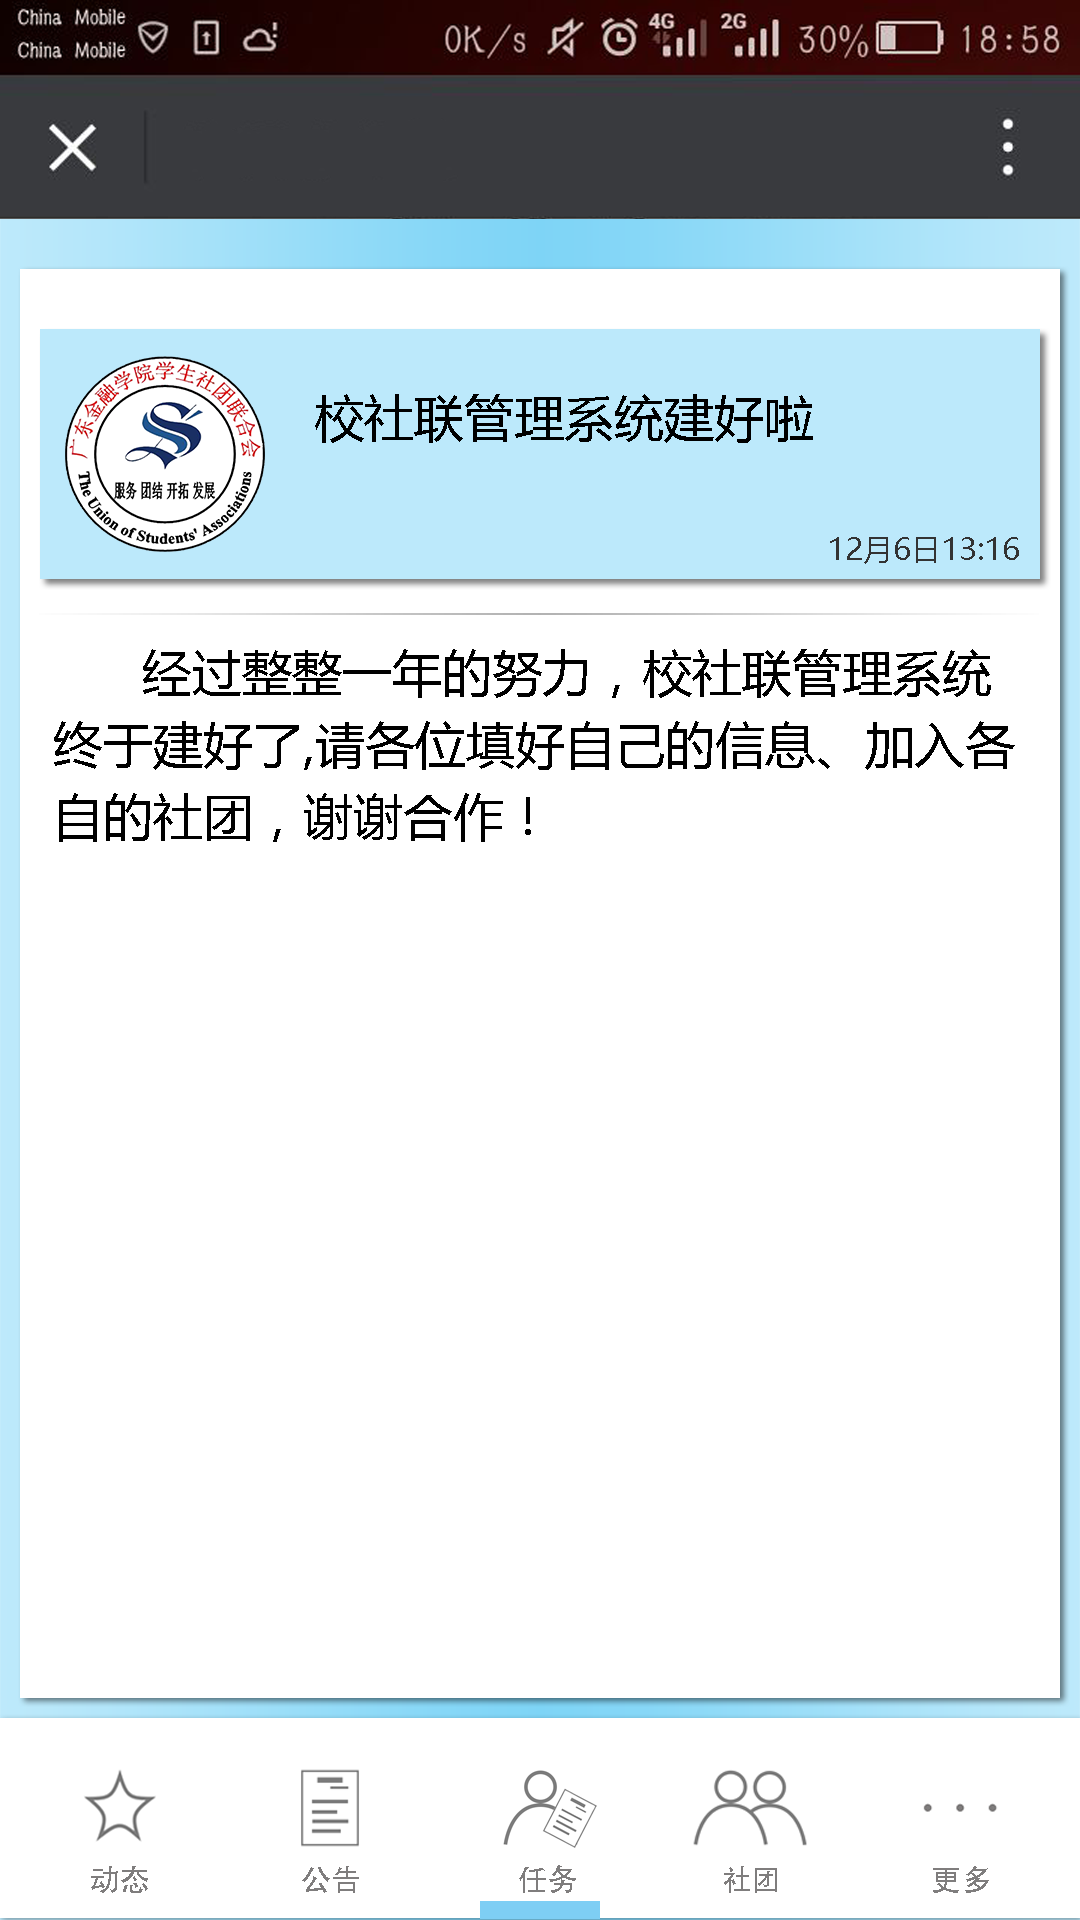 China Mobile
China Mobile
0K/s 4G 2G 30% 18:58
广东金融学院学生社团联合会
服务 团结 开拓 发展
The Union of Students' Associations
校社联管理系统建好啦
12月6日13:16
经过整整一年的努力，校社联管理系统
终于建好了,请各位填好自己的信息、加入各
自的社团，谢谢合作！
动态 公告 任务 社团 更多